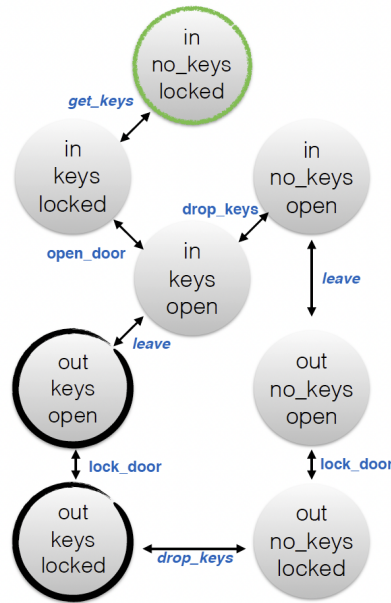 in
no_keys
locked
get_keys
in
keys
locked
in
no_keys
open
drop_keys
open_door
in
keys
open
leave
leave
out
keys
open
out
no_keys
open
lock_door
lock_door
out
keys
locked
out
no_keys
locked
drop_keys